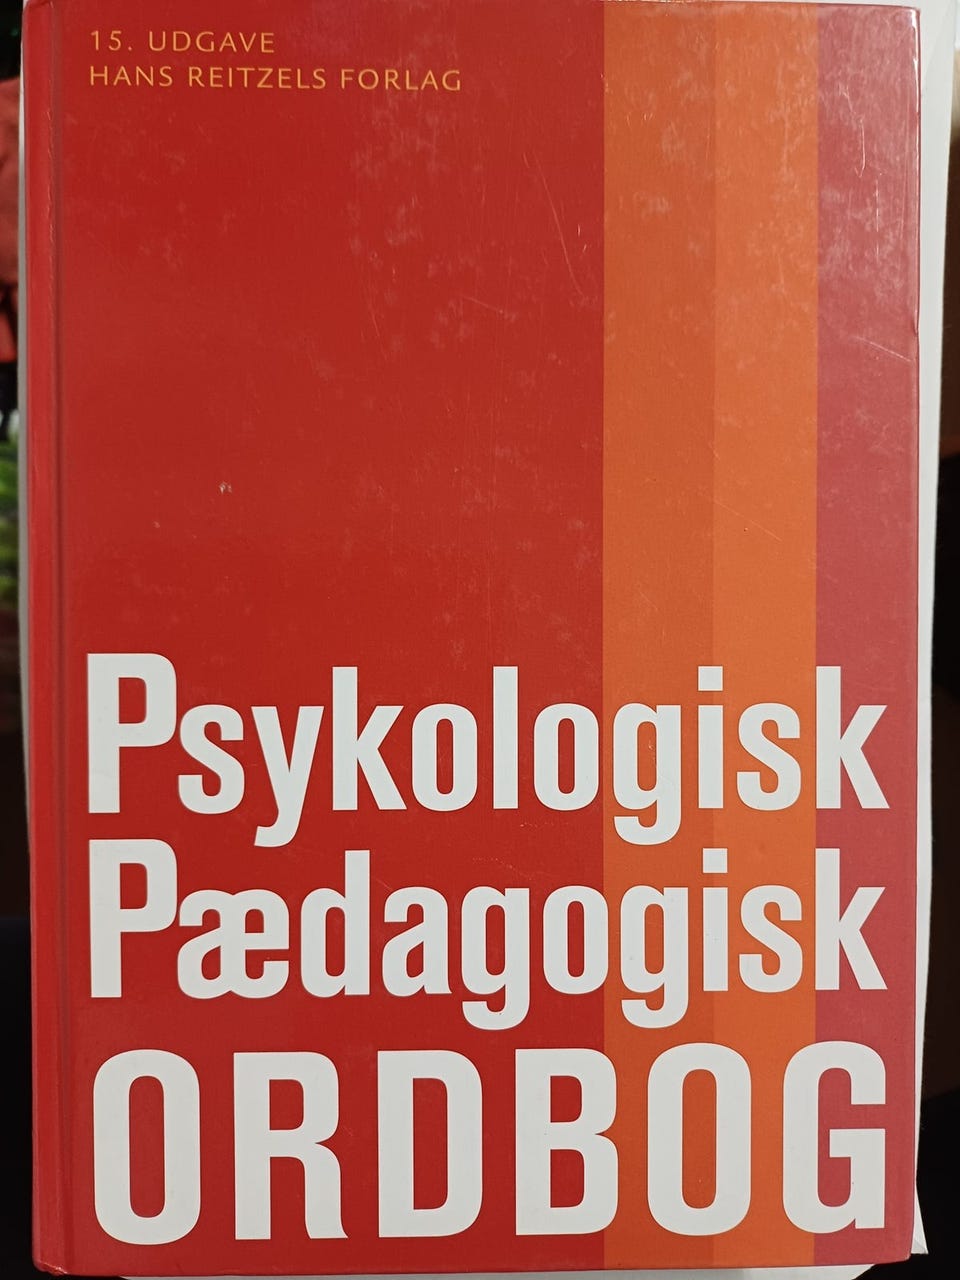 15. UDGAVE
HANS REITZELS FORLAG
Psykologisk
Pædagogisk
ORDBOG